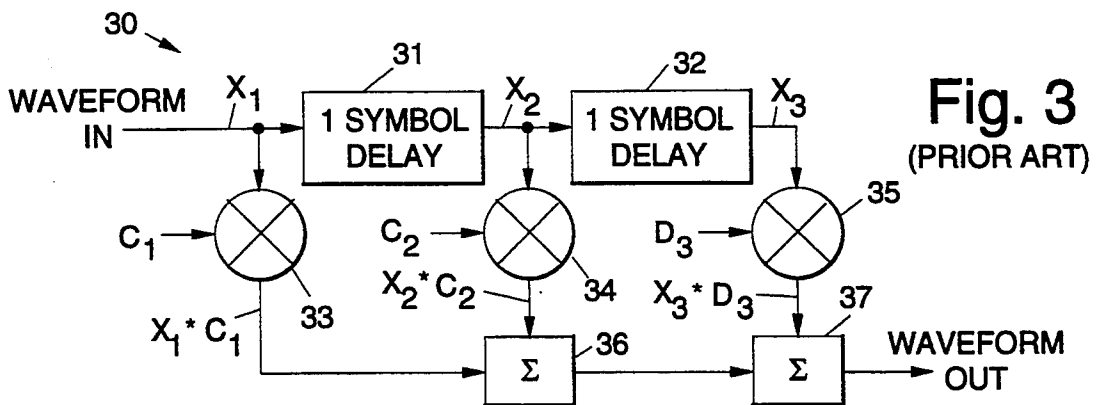 30
31
32
WAVEFORM
IN
X1
X2
X3
Fig. 3
(PRIOR ART)
1 SYMBOL
DELAY
1 SYMBOL
DELAY
C1
C2
D3
33
34
35
X1*C1
X2*C2
X3*D3
36
37
Σ
Σ
WAVEFORM
OUT